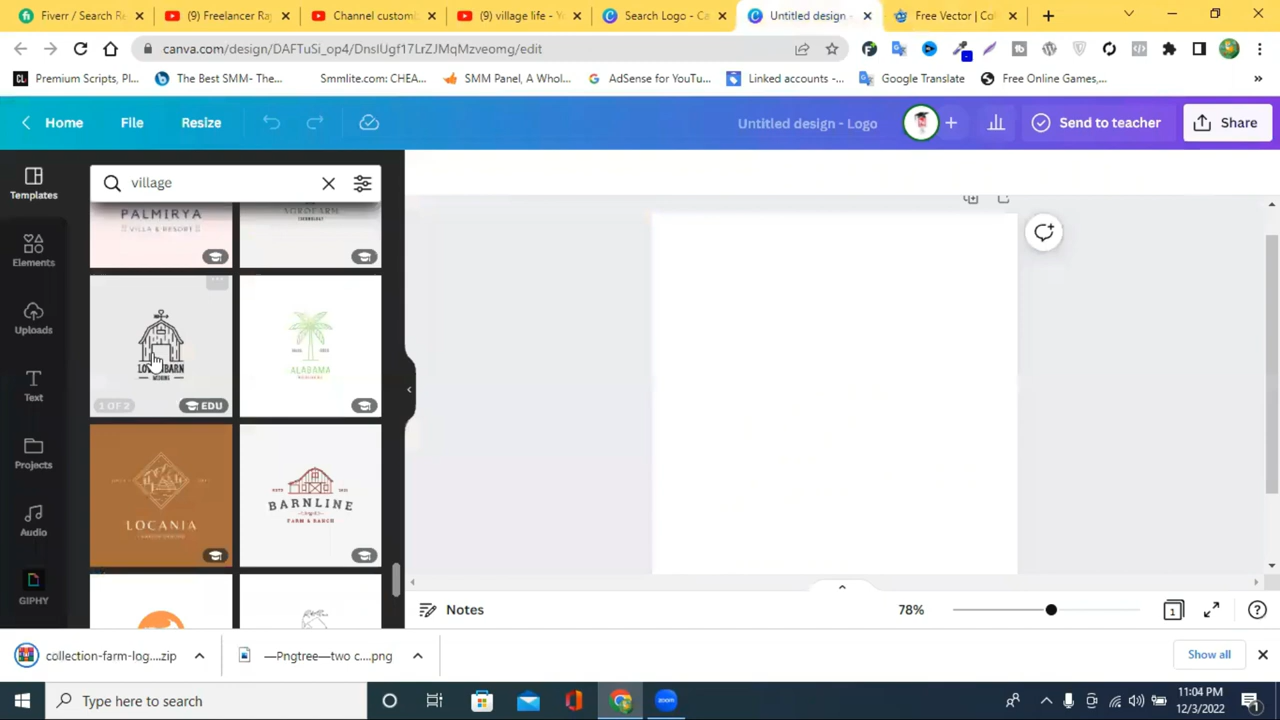 Fiverr / Search Re
(9) Freelancer Ra
Channel customi
(9) village life - Y
Search Logo - Ca
Untitled design -
Free Vector | Col
canva.com/design/DAFTuSi_op4/DnsIUgf17LrZJMqMzveomg/edit
Premium Scripts, Pl...
The Best SMM- The...
Smmlite.com: CHEA...
SMM Panel, A Whol...
AdSense for YouTu...
Linked accounts -...
Google Translate
Free Online Games,...
»
Home
File
Resize
Untitled design - Logo
Send to teacher
Share
Templates
Elements
Uploads
Text
Projects
Audio
GIPHY
village
PALMIRYA
VILLA & RESORT
AGROFARM
1 OF 2
EDU
ALABAMA
LOCANIA
BARNLINE
FARM & RANCH
Notes
78%
1
collection-farm-log....zip
—Pngtree—two c....png
Show all
Type here to search
11:04 PM
12/3/2022
1